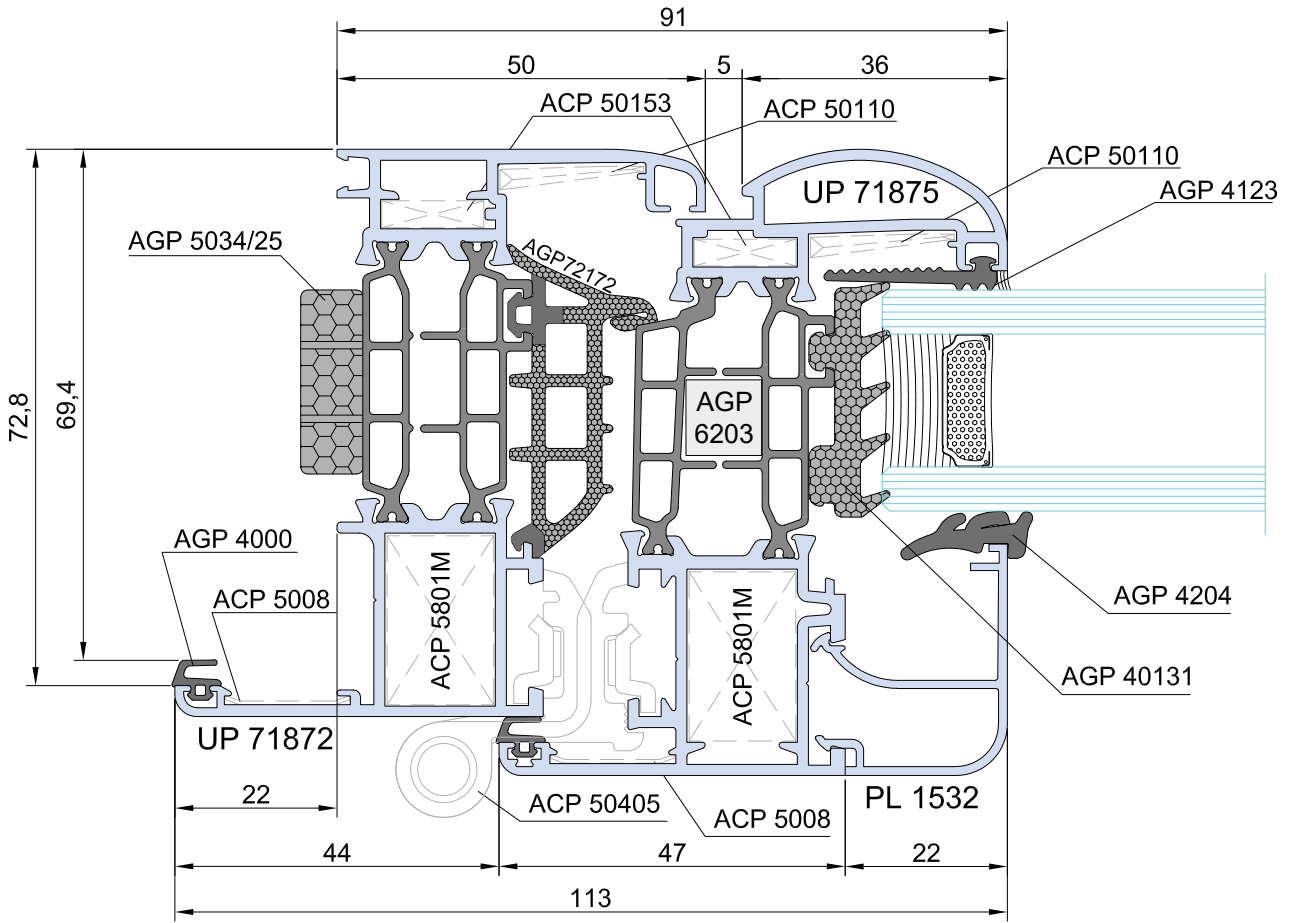 91
50
5
36
ACP 50153
ACP 50110
ACP 50110
UP 71875
AGP 4123
AGP 5034/25
AGP72172
72,8
69,4
AGP
6203
AGP 4000
ACP 5008
ACP 5801M
ACP 5801M
AGP 4204
AGP 40131
UP 71872
22
ACP 50405
ACP 5008
PL 1532
44
47
22
113